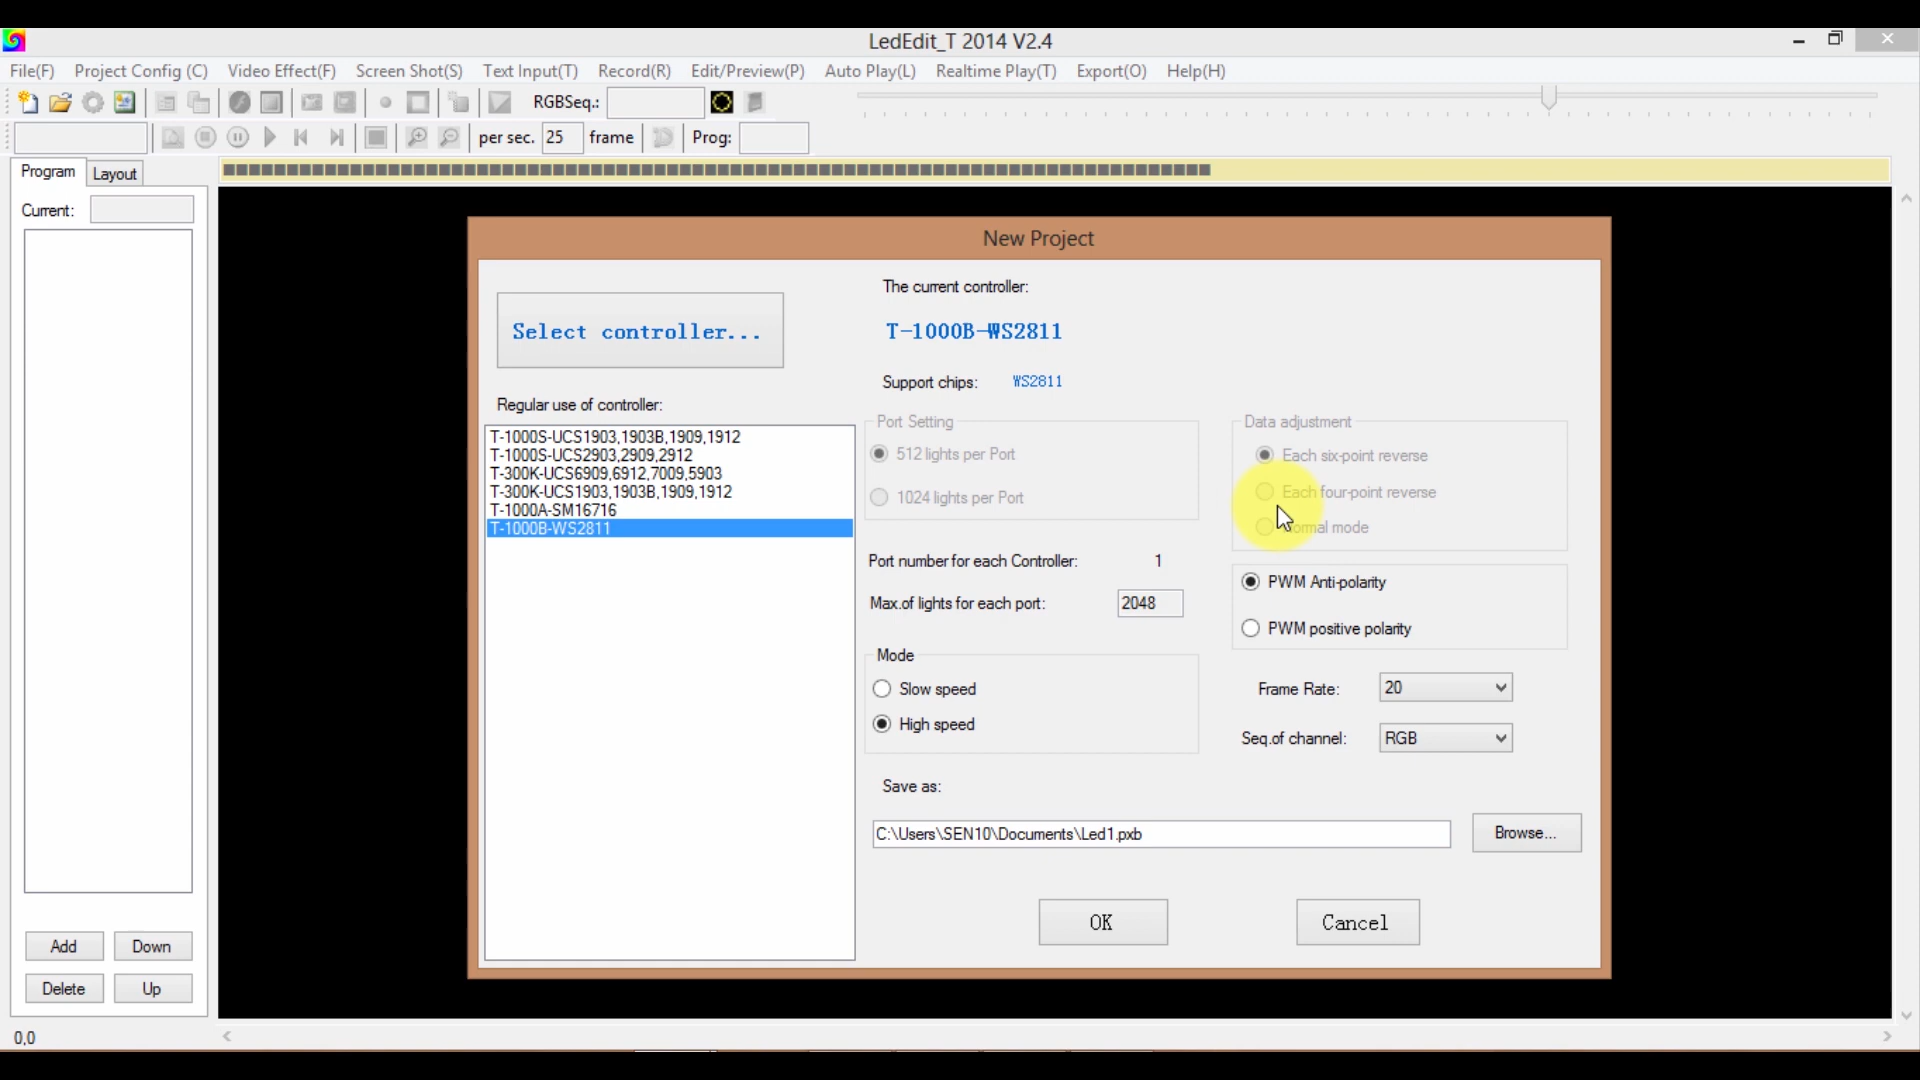 LedEdit_T 2014 V2.4
File(F) Project Config (C) Video Effect(F) Screen Shot(S) Text Input(T) Record(R) Edit/Preview(P) Auto Play(L) Realtime Play(T) Export(O) Help(H)
RGBSeq.:
per sec. 25 frame Prog:
Program Layout
Current:
New Project
Select controller...
The current controller:
T-1000B-WS2811
Support chips: WS2811
Regular use of controller:
T-1000S-UCS1903,1903B,1909,1912
T-1000S-UCS2903,2909,2912
T-300K-UCS6909,6912,7009,5903
T-300K-UCS1903,1903B,1909,1912
T-1000A-SM16716
T-1000B-WS2811
Port Setting
512 lights per Port
1024 lights per Port
Data adjustment
Each six-point reverse
Each four-point reverse
mode
Port number for each Controller: 1
Max.of lights for each port: 2048
PWM Anti-polarity
PWM positive polarity
Mode
Slow speed
High speed
Frame Rate: 20
Seq.of channel: RGB
Save as:
C:\Users\SEN10\Documents\Led1.pxb
Browse...
OK
Cancel
Add Down
Delete Up
0,0